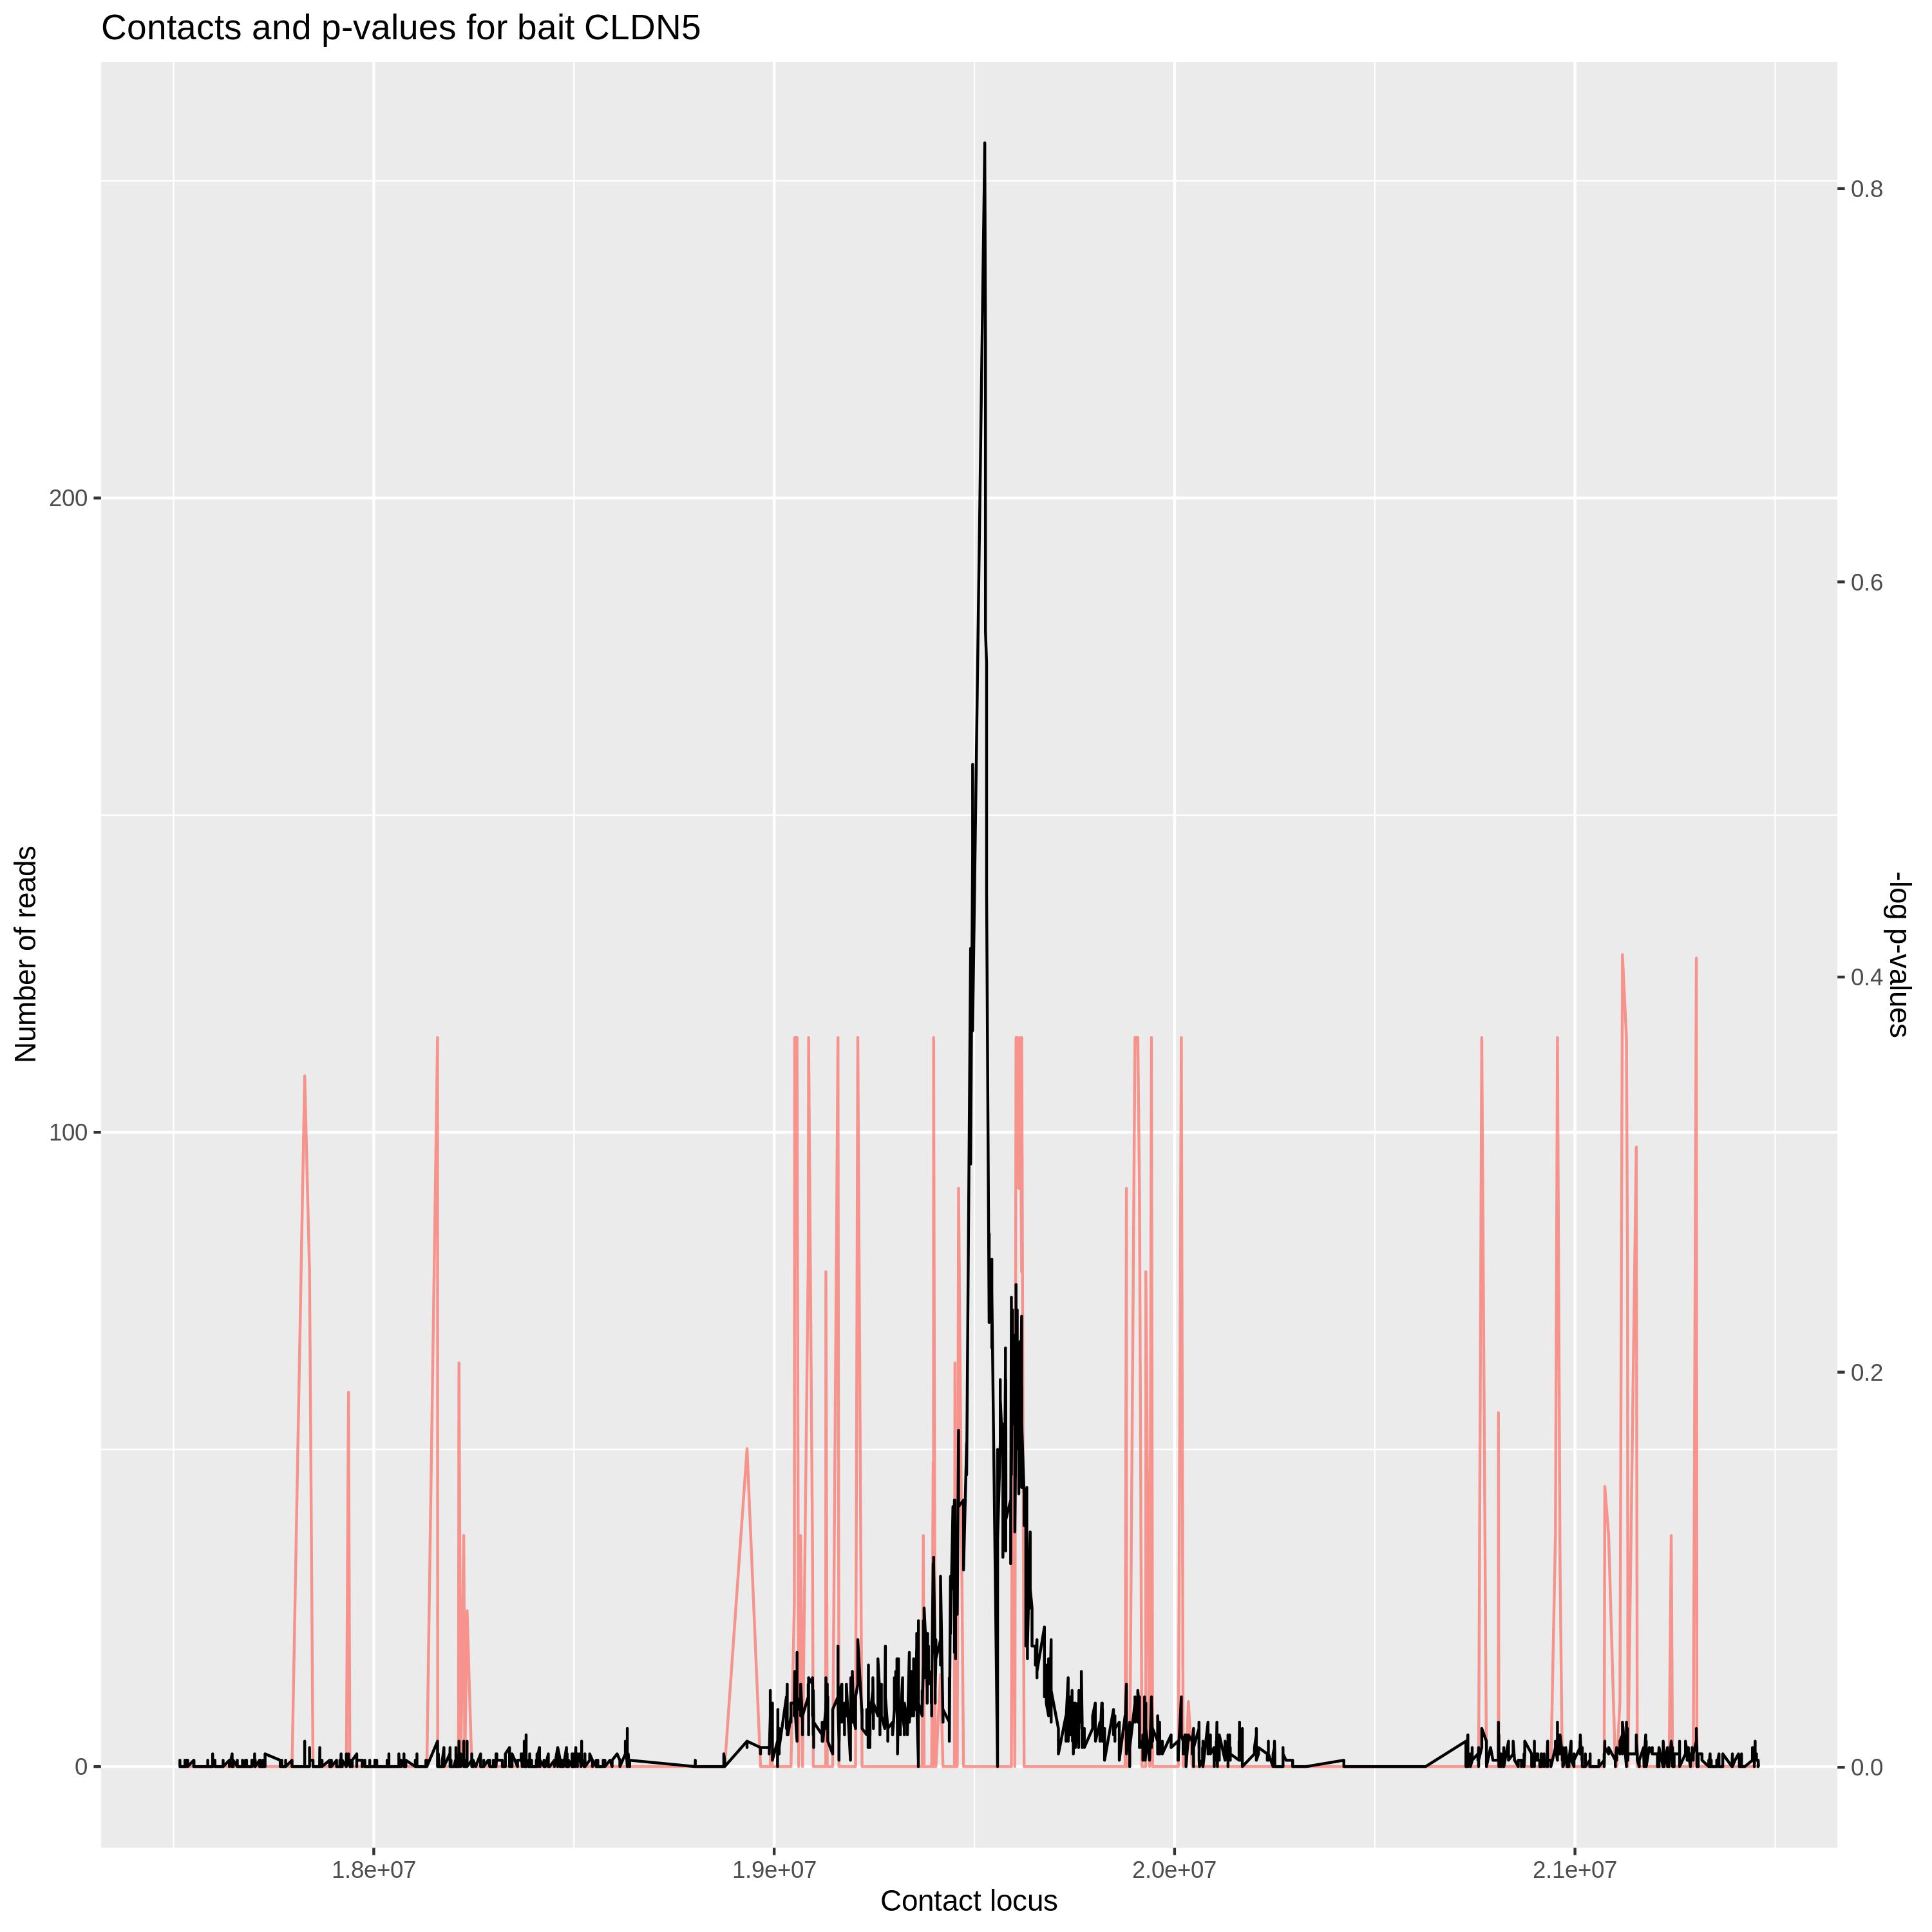 Contacts and p-values for bait CLDN5
Number of reads
200
100
0
0.8
0.6
0.4
0.2
0.0
-log p-values
1.8e+07
1.9e+07
2.0e+07
2.1e+07
Contact locus